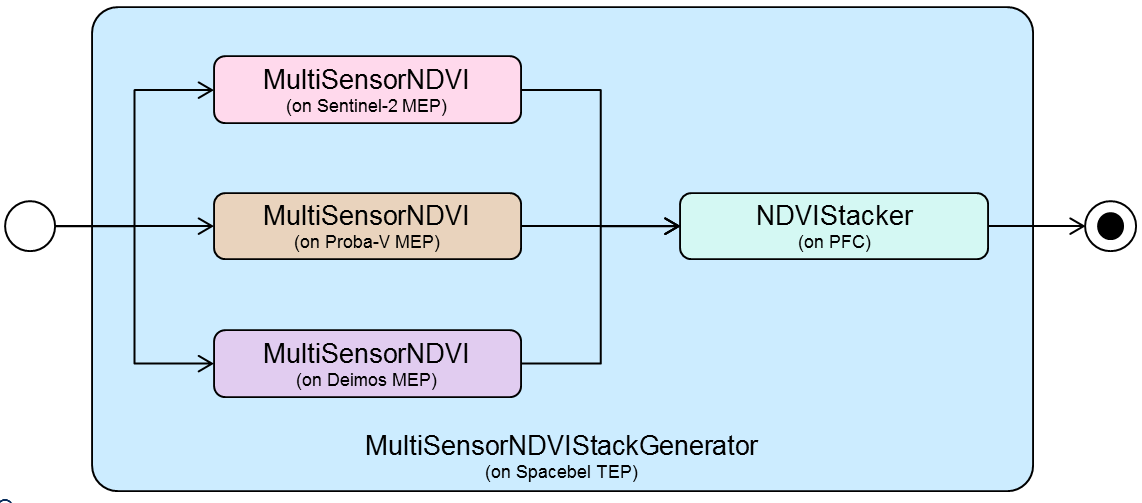 MultiSensorNDVI
(on Sentinel-2 MEP)
MultiSensorNDVI
(on Proba-V MEP)
NDVIStacker
(on PFC)
MultiSensorNDVI
(on Deimos MEP)
MultiSensorNDVIStackGenerator
(on Spacebel TEP)